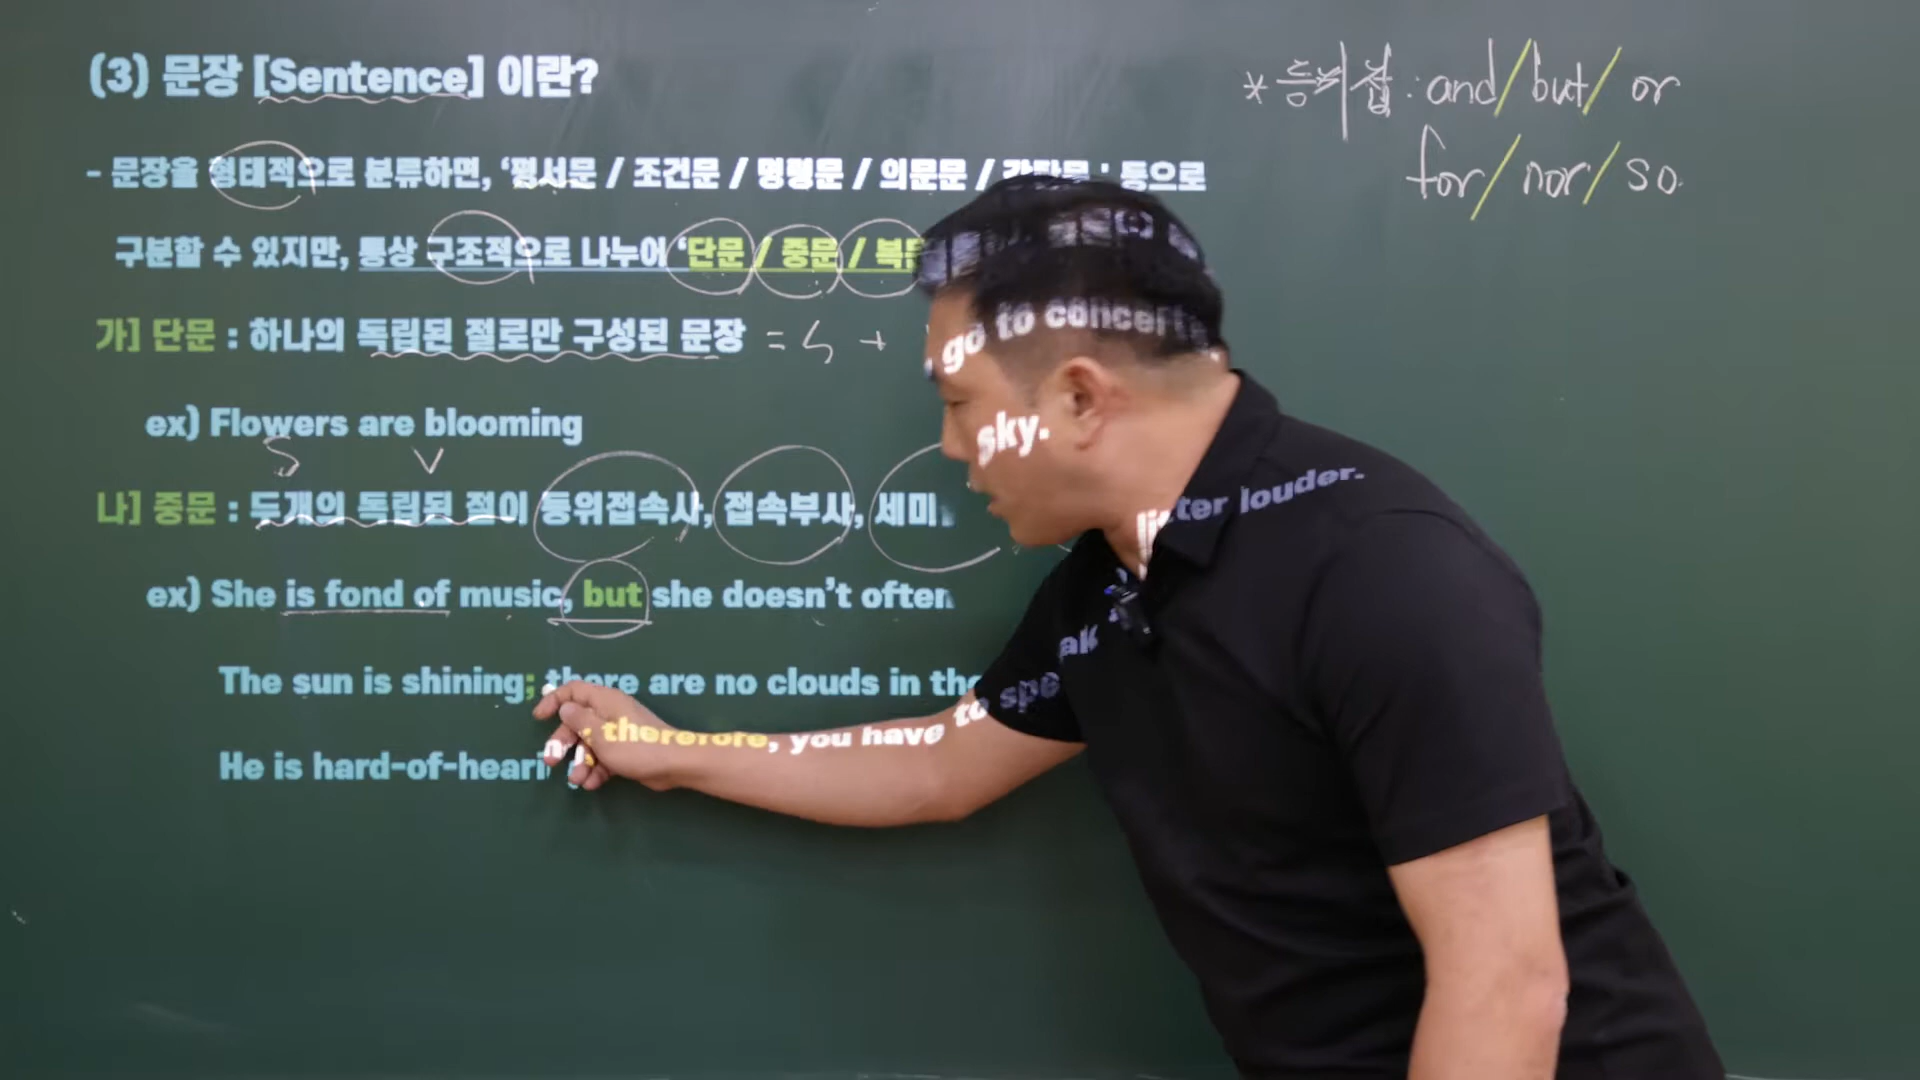 (3) 문장 [Sentence] 이란?
* 등위접 : and / but / or
for / nor / so
- 문장을 형태적으로 분류하면, ‘평서문 / 조건문 / 명령문 / 의문문 / 감탄문 ’ 등으로
구분할 수 있지만, 통상 구조적으로 나누어 ‘단문 / 중문 / 복문
가] 단문 : 하나의 독립된 절로만 구성된 문장 = S +
ex) Flowers are blooming
S V
나] 중문 : 두개의 독립된 절이 등위접속사, 접속부사, 세미
ex) She is fond of music, but she doesn’t often go to concerts
The sun is shining; there are no clouds in the sky.
He is hard-of-hearing; therefore, you have to speak litter louder.